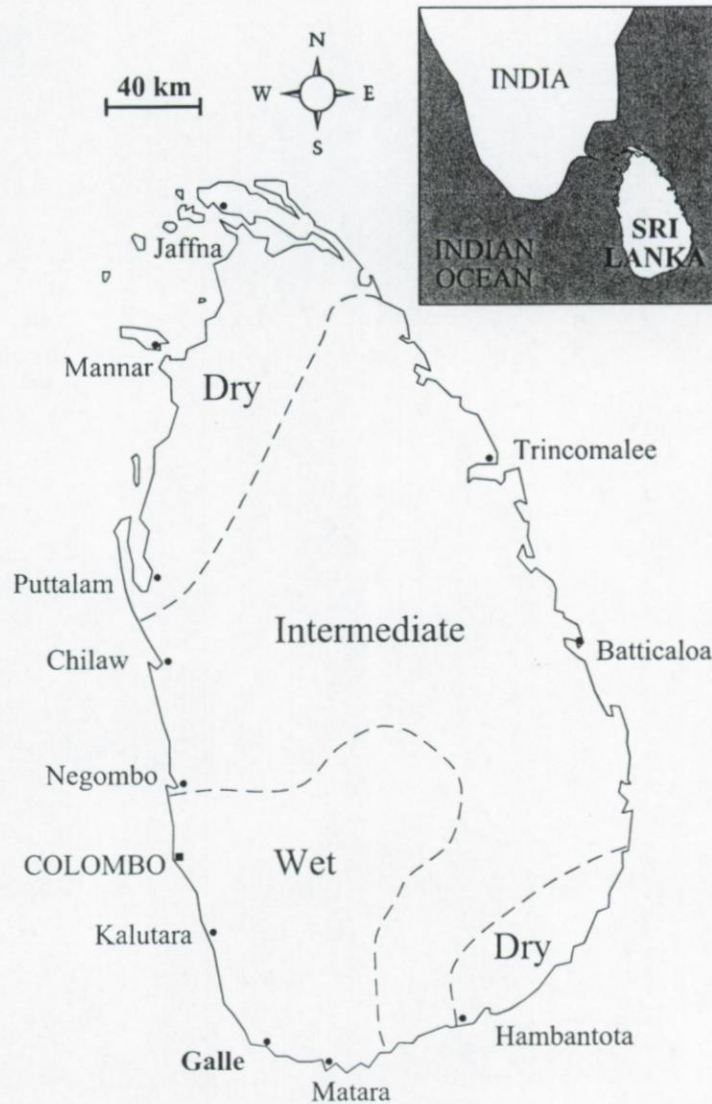 N
40 km
W E
S
INDIA
SRI
LANKA
INDIAN
OCEAN
Jaffna
Mannar
Dry
Trincomalee
Puttalam
Intermediate
Batticaloa
Chilaw
Negombo
COLOMBO
Wet
Kalutara
Dry
Hambantota
Galle
Matara